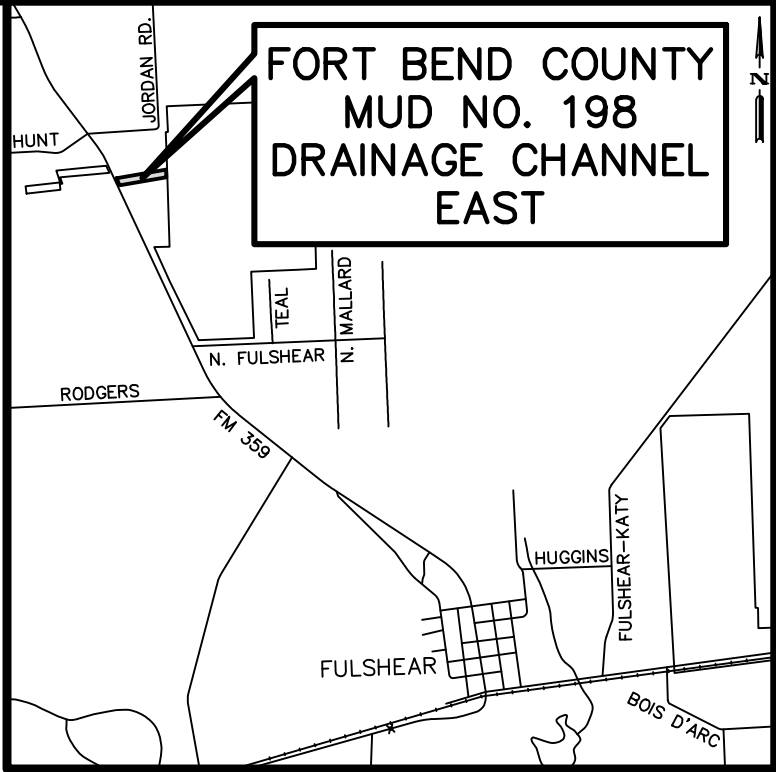 FORT BEND COUNTY
MUD NO. 198
DRAINAGE CHANNEL
EAST
N
JORDAN RD.
HUNT
TEAL
N. MALLARD
N. FULSHEAR
RODGERS
FM 359
HUGGINS
FULSHEAR-KATY
FULSHEAR
BOIS D'ARC